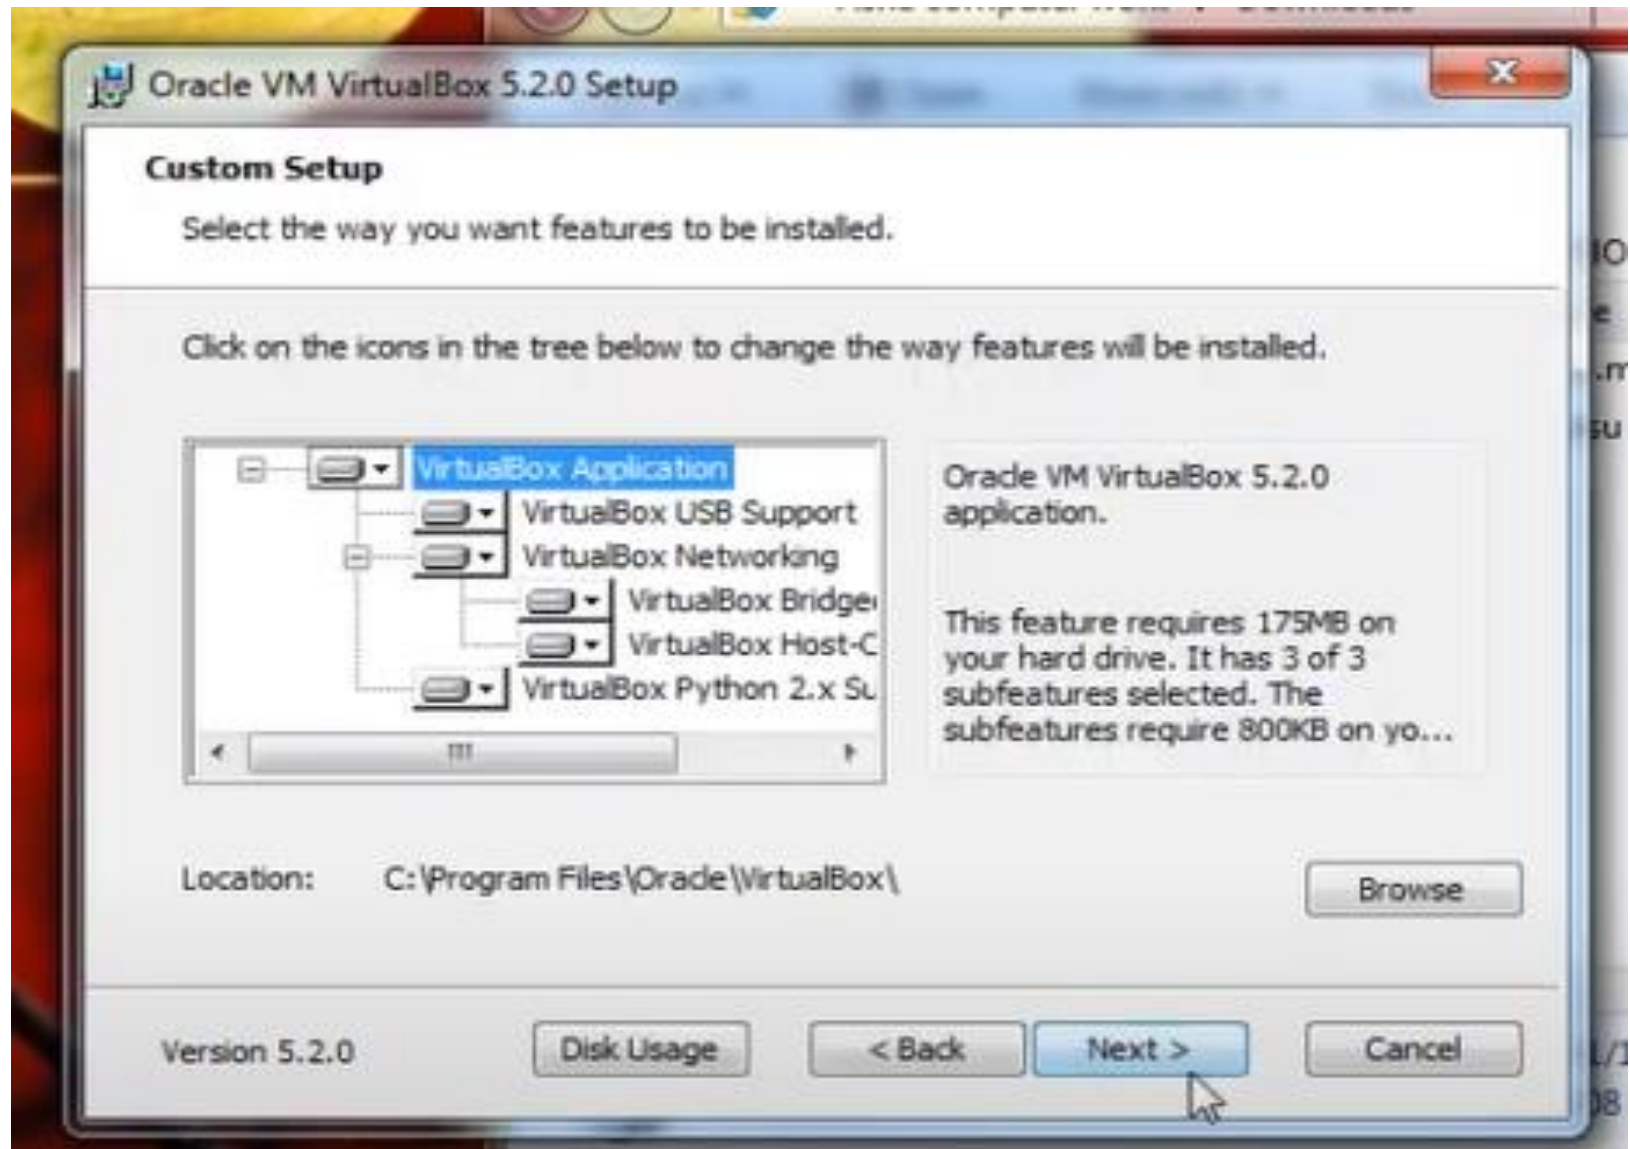 Oracle VM VirtualBox 5.2.0 Setup
Custom Setup
Select the way you want features to be installed.
Click on the icons in the tree below to change the way features will be installed.
VirtualBox Application
VirtualBox USB Support
VirtualBox Networking
VirtualBox Bridge
VirtualBox Host-C
VirtualBox Python 2.x Su
Oracle VM VirtualBox 5.2.0
application.
This feature requires 175MB on
your hard drive. It has 3 of 3
subfeatures selected. The
subfeatures require 800KB on yo...
Location: C:\Program Files\Oracle\VirtualBox\
Browse
Version 5.2.0
Disk Usage
< Back
Next >
Cancel